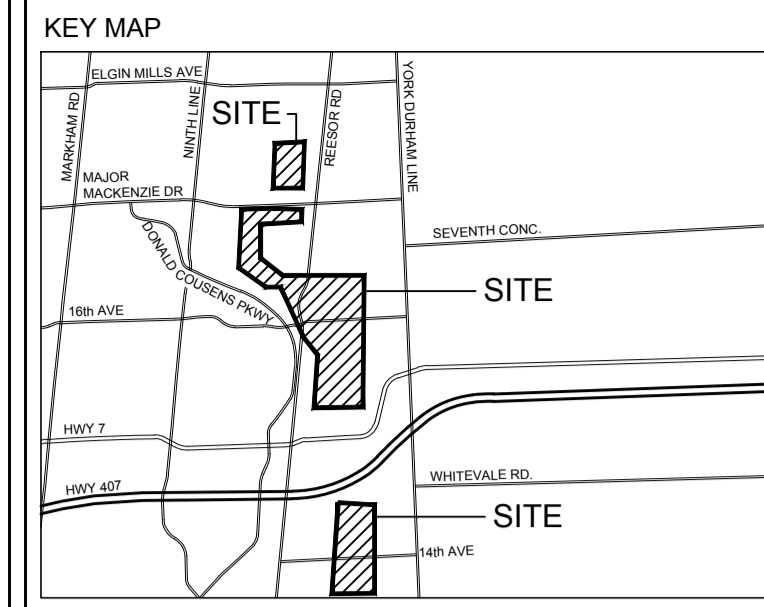 KEY MAP
ELGIN MILLS AVE
MARKHAM RD
NINTH LINE
SITE
REESOR RD
YORK DURHAM LINE
MAJOR
MACKENZIE DR
DONALD COUSENS PKWY
SEVENTH CONC.
SITE
16th AVE
HWY 7
HWY 407
WHITEVALE RD.
SITE
14th AVE